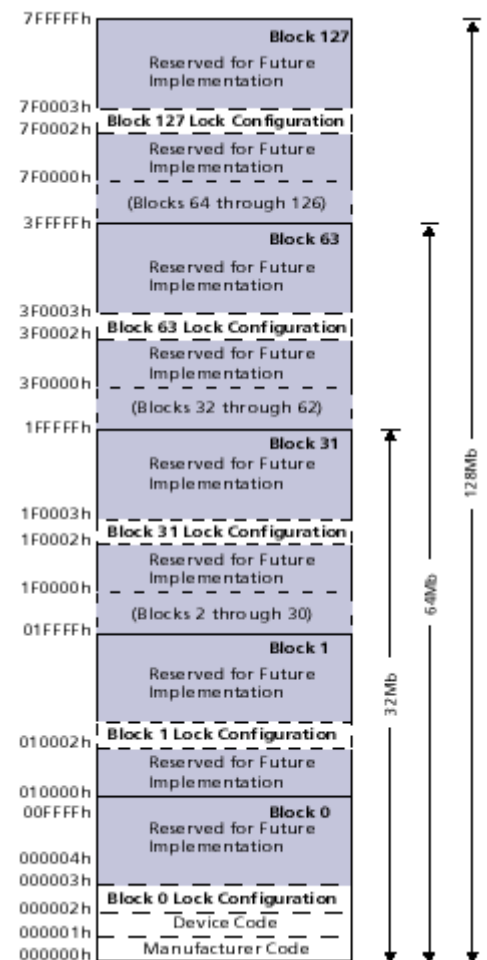 7FFFFFh
Block 127
Reserved for Future
Implementation
7F0003h
Block 127 Lock Configuration
7F0002h
Reserved for Future
Implementation
7F0000h
(Blocks 64 through 126)
3FFFFFh
Block 63
Reserved for Future
Implementation
3F0003h
Block 63 Lock Configuration
3F0002h
Reserved for Future
Implementation
3F0000h
(Blocks 32 through 62)
1FFFFFh
Block 31
Reserved for Future
Implementation
1F0003h
Block 31 Lock Configuration
1F0002h
Reserved for Future
Implementation
1F0000h
(Blocks 2 through 30)
01FFFFh
Block 1
Reserved for Future
Implementation
Block 1 Lock Configuration
010002h
Reserved for Future
Implementation
010000h
00FFFFh
Block 0
Reserved for Future
Implementation
000004h
000003h
Block 0 Lock Configuration
000002h
Device Code
000001h
Manufacturer Code
000000h
32Mb
64Mb
128Mb